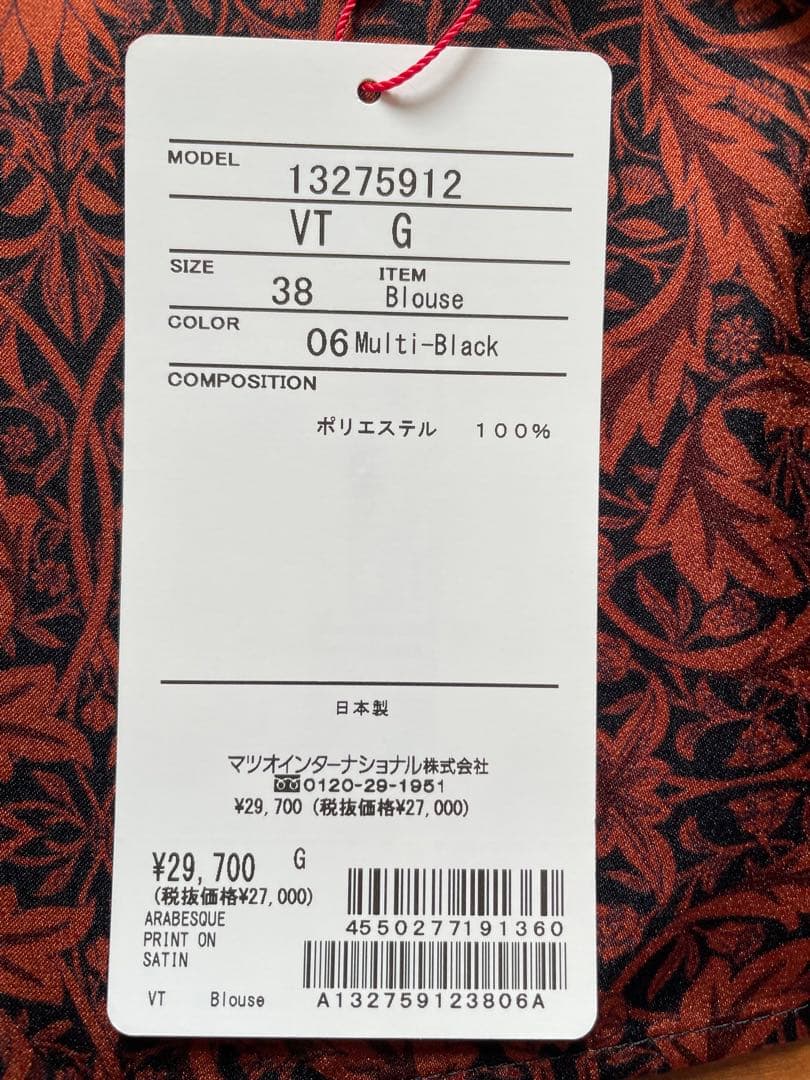 MODEL 13275912
VT G
SIZE 38 ITEM Blouse
COLOR 06 Multi-Black
COMPOSITION
ポリエステル 100%
日本製
マツオインターナショナル株式会社
0120-29-1951
¥29,700 (税抜価格¥27,000)
¥29,700 G
(税抜価格¥27,000)
ARABESQUE
PRINT ON
SATIN
4550277191360
VT Blouse
A132759123806A